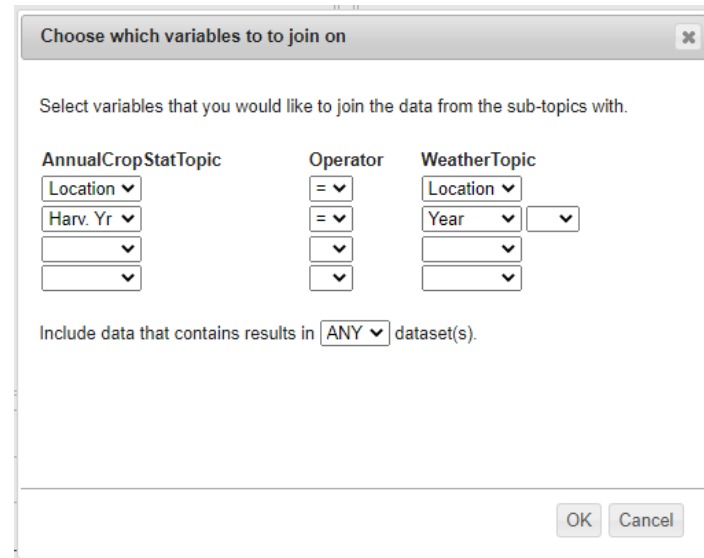 Choose which variables to to join on
Select variables that you would like to join the data from the sub-topics with.
AnnualCropStatTopic Operator WeatherTopic
Location = Location
Harv. Yr = Year
Include data that contains results in ANY dataset(s).
OK Cancel